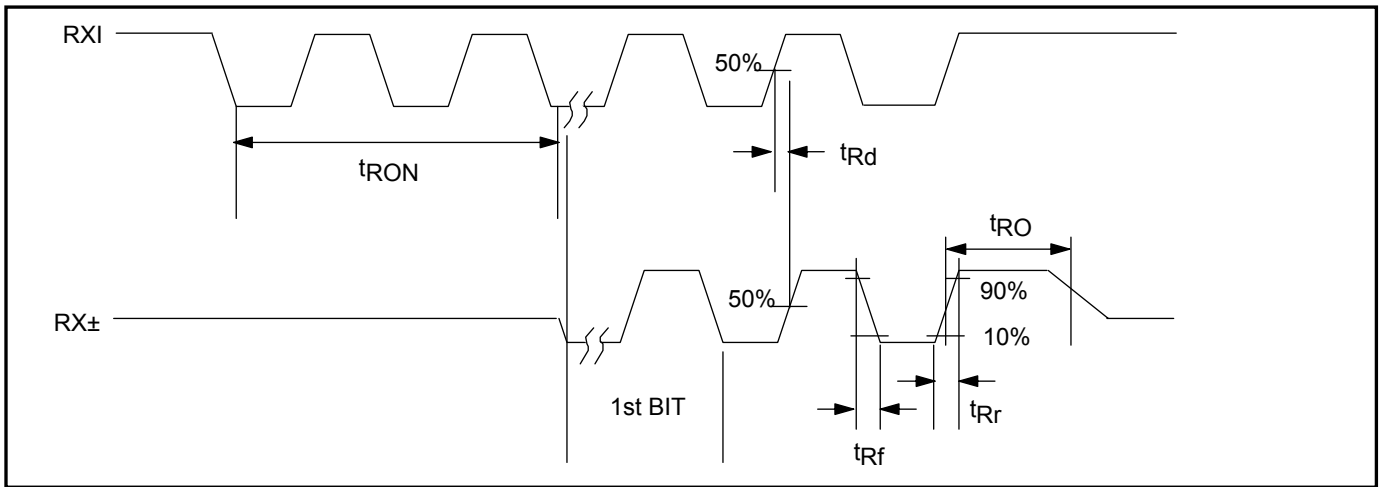 RXI
50%
tRd
tRON
tRO
50%
90%
RX±
10%
1st BIT
tRr
tRf